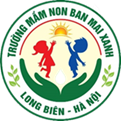 TRƯỜNG MẦM NON BAN MAI XANH
LONG BIÊN - HÀ NỘI